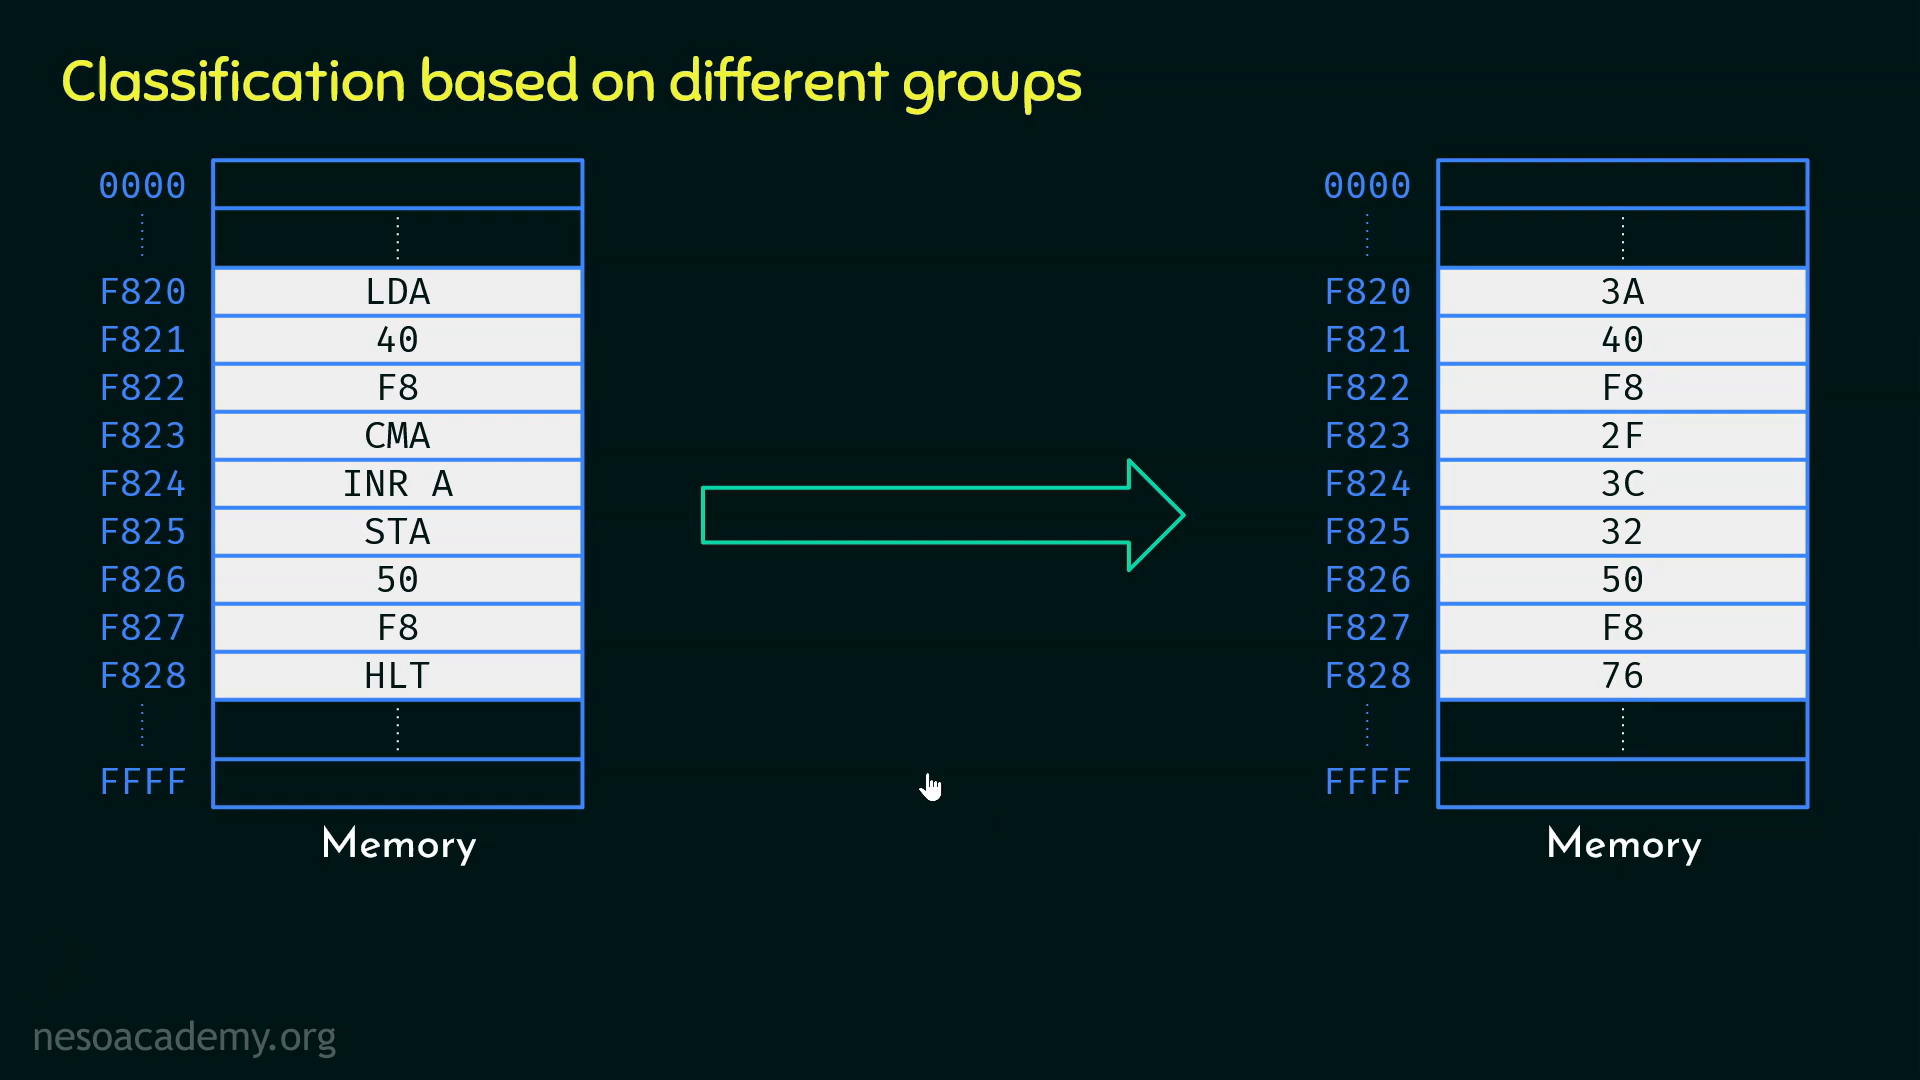 Classification based on different groups
0000
F820 LDA
F821 40
F822 F8
F823 CMA
F824 INR A
F825 STA
F826 50
F827 F8
F828 HLT
FFFF
Memory
0000
F820 3A
F821 40
F822 F8
F823 2F
F824 3C
F825 32
F826 50
F827 F8
F828 76
FFFF
Memory
nesoacademy.org